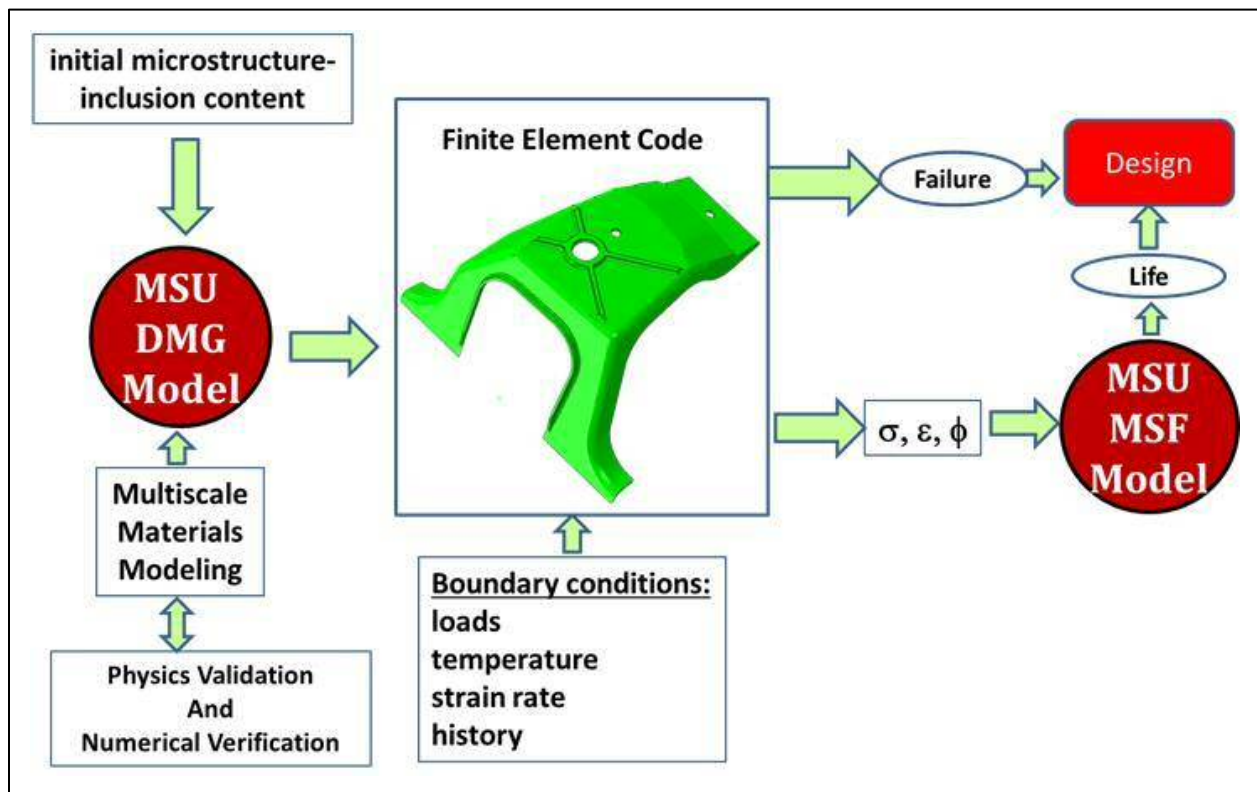 initial microstructure-
inclusion content
MSU
DMG
Model
Multiscale
Materials
Modeling
Physics Validation
And
Numerical Verification
Finite Element Code
Boundary conditions:
loads
temperature
strain rate
history
Failure
Design
Life
σ, ε, ϕ
MSU
MSF
Model